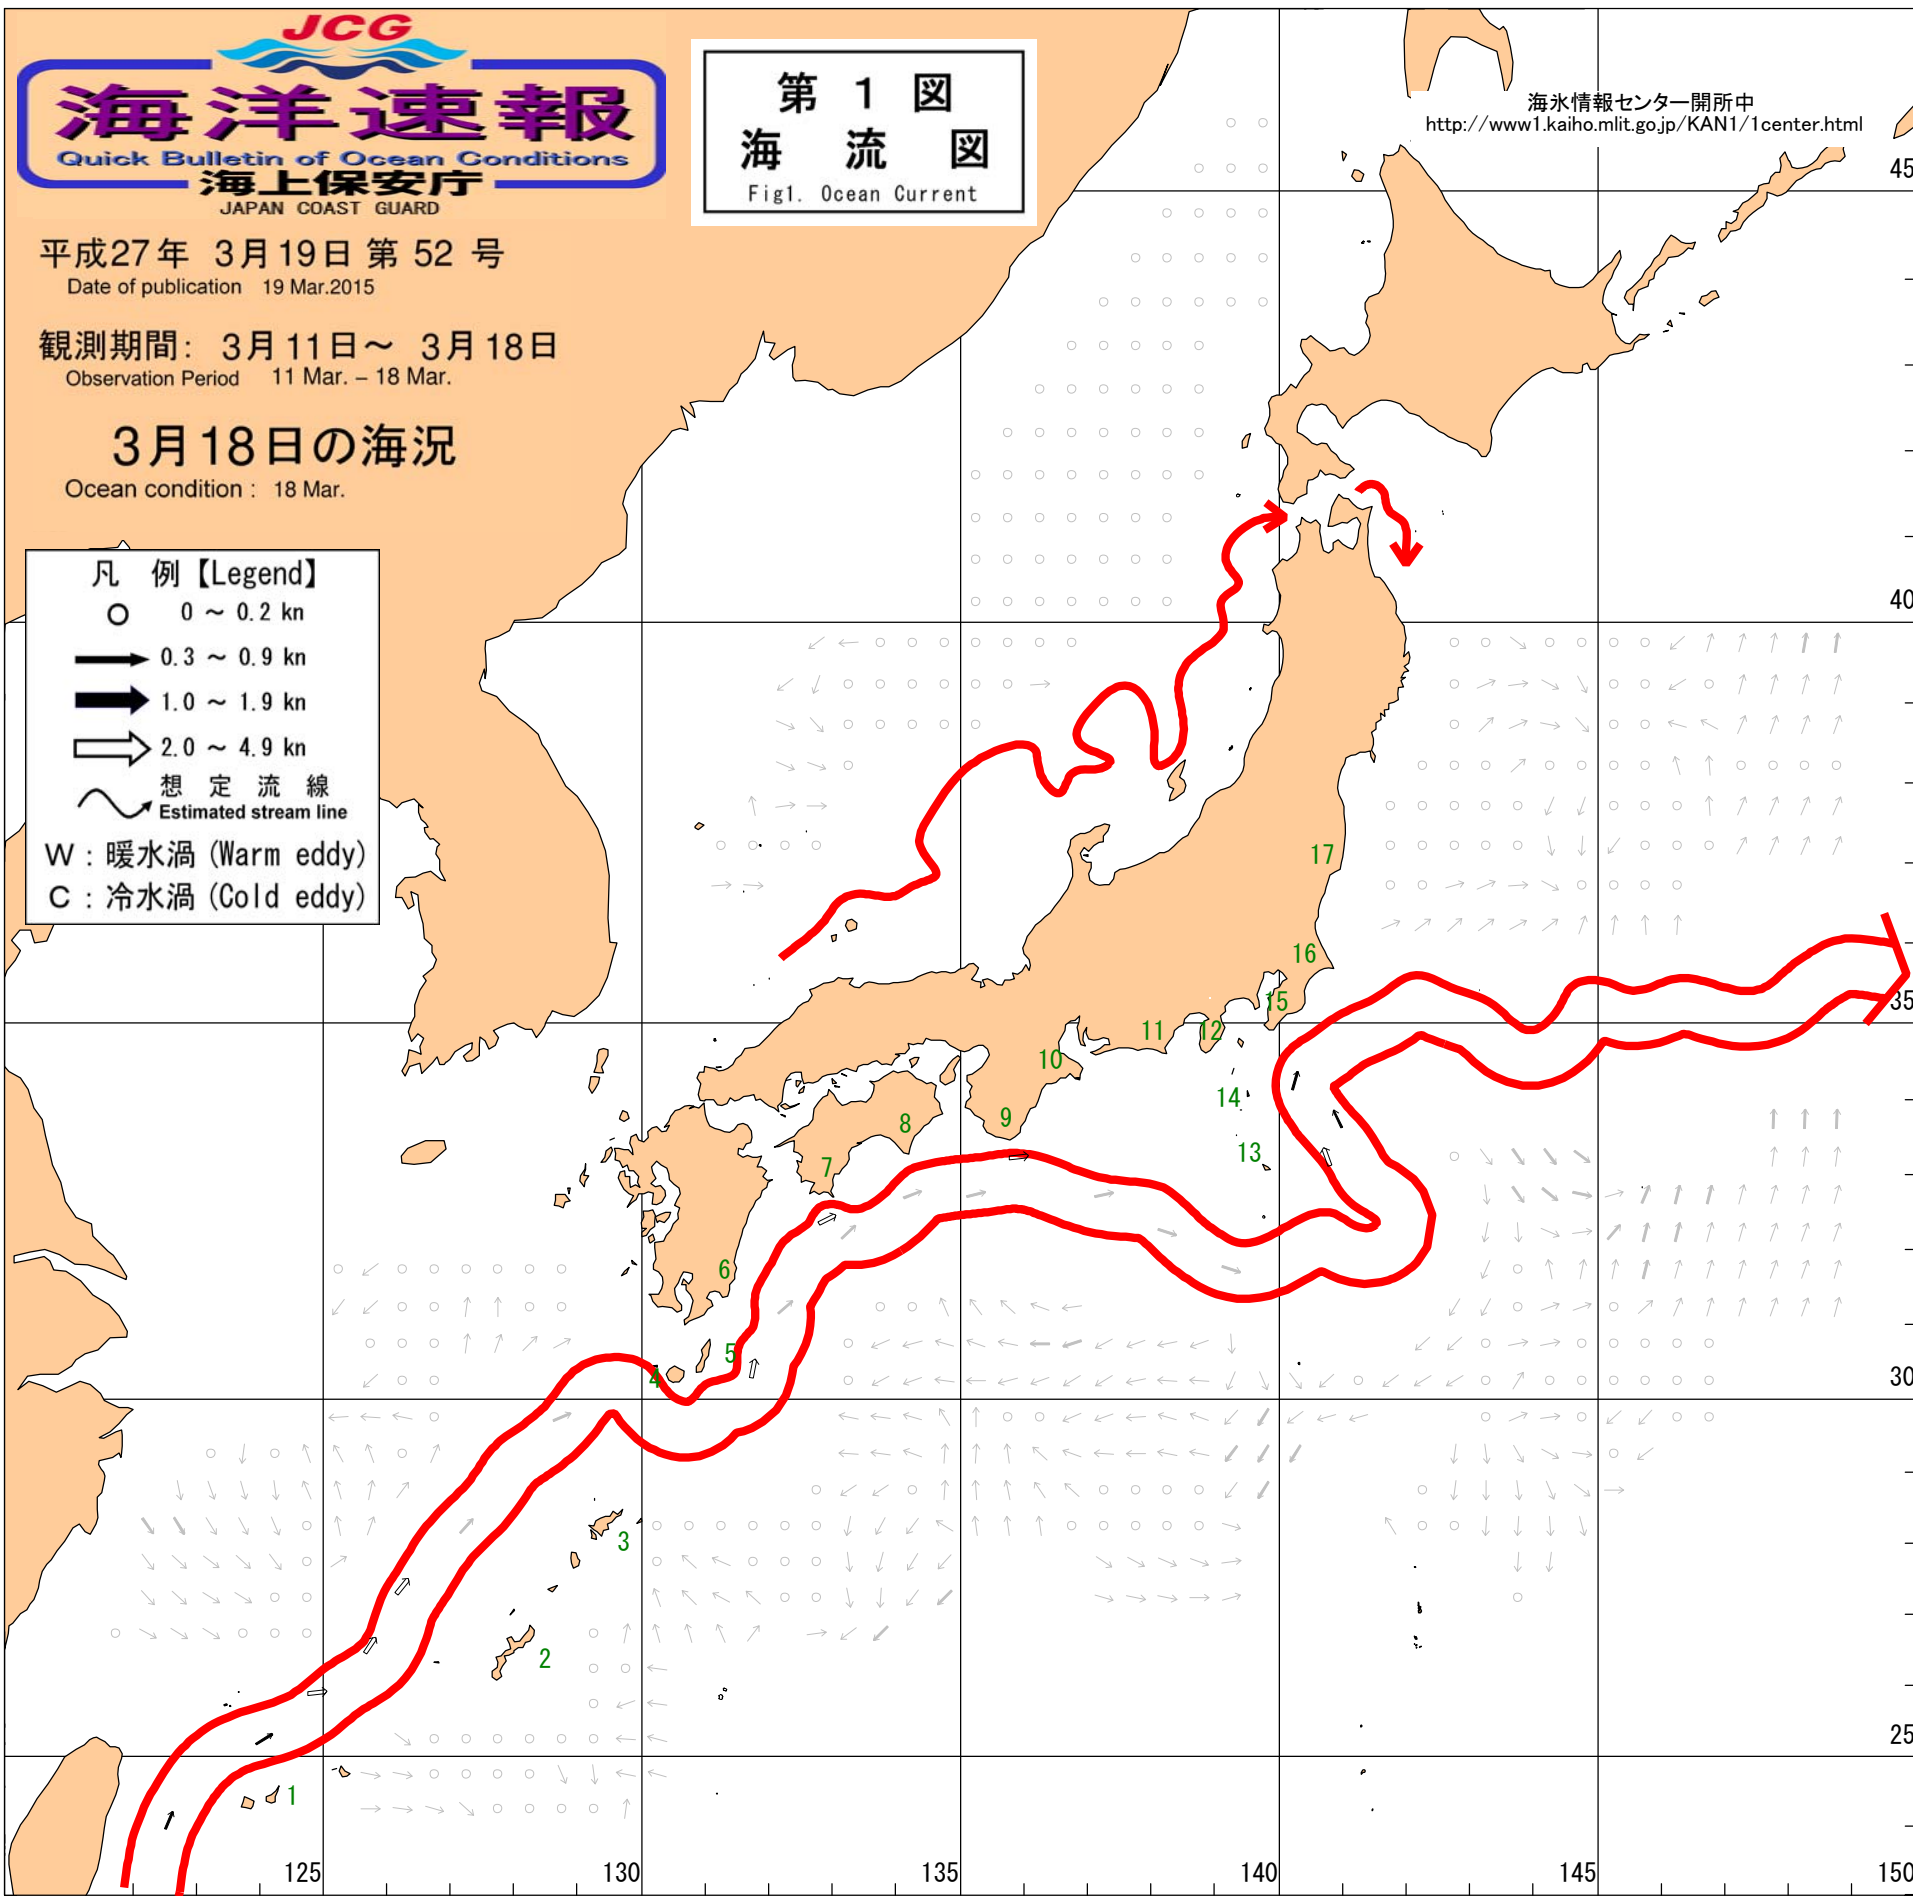 JCG
海洋速報
Quick Bulletin of Ocean Conditions
海上保安庁
JAPAN COAST GUARD
第 1 図
海 流 図
Fig1. Ocean Current
海氷情報センター開所中
http://www1.kaiho.mlit.go.jp/KAN1/1center.html
平成27年 3月19日 第 52 号
Date of publication 19 Mar.2015
観測期間: 3月11日～ 3月18日
Observation Period 11 Mar. – 18 Mar.
3月18日の海況
Ocean condition : 18 Mar.
凡 例【Legend】
0 ～ 0.2 kn
0.3 ～ 0.9 kn
1.0 ～ 1.9 kn
2.0 ～ 4.9 kn
想 定 流 線
Estimated stream line
W : 暖水渦 (Warm eddy)
C : 冷水渦 (Cold eddy)
45
40
17
16
35
15
12
11
10
14
9
8
13
7
6
5
4
30
3
2
25
1
125
130
135
140
145
150